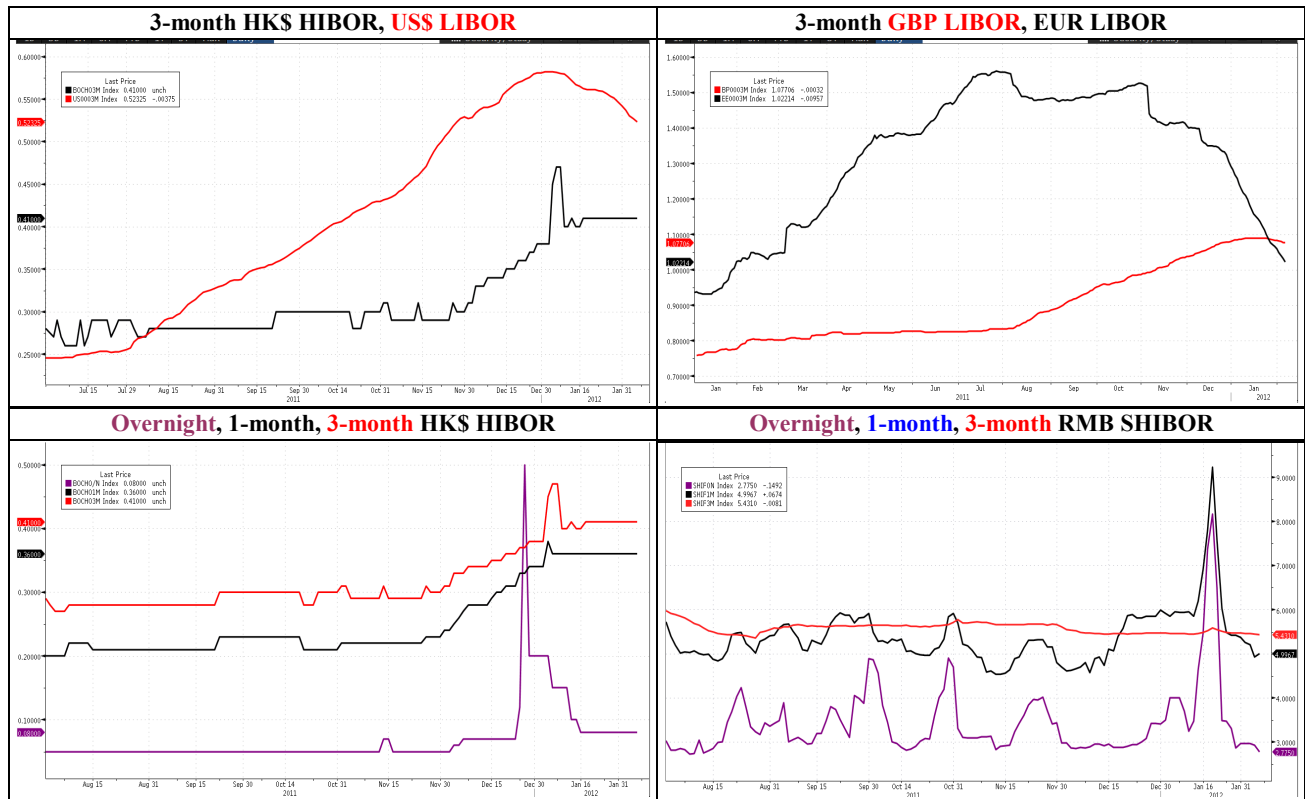 3-month HK$ HIBOR, US$ LIBOR
3-month GBP LIBOR, EUR LIBOR
0.60000
Last Price
BOCHO3M Index 0.41000 unch
US0003M Index 0.52325 -.00375
0.52325
0.50000
0.45000
0.41000
0.40000
0.35000
0.30000
0.25000
Jul 15 Jul 29 Aug 15 Aug 31 Sep 15 Sep 30 Oct 14 Oct 31 Nov 15 Nov 30 Dec 15 Dec 30 Jan 16 Jan 31
2011 2012
1.60000
Last Price
BP0003M Index 1.07706 -.00032
EE0003M Index 1.02214 -.00957
1.50000
1.40000
1.30000
1.20000
1.10000
1.07706
1.02214
1.00000
0.90000
0.80000
0.70000
Jan Feb Mar Apr May Jun Jul Aug Sep Oct Nov Dec Jan
2011 2012
Overnight, 1-month, 3-month HK$ HIBOR
Overnight, 1-month, 3-month RMB SHIBOR
0.50000
Last Price
BOCHO/N Index 0.08000 unch
BOCHO1M Index 0.36000 unch
BOCHO3M Index 0.41000 unch
0.41000
0.40000
0.36000
0.30000
0.20000
0.10000
0.08000
Aug 15 Aug 31 Sep 15 Sep 30 Oct 14 Oct 31 Nov 15 Nov 30 Dec 15 Dec 30 Jan 16 Jan 31
2011 2012
Last Price
SHIFON Index 2.7750 -.1492
SHIF1M Index 4.9967 +.0674
SHIF3M Index 5.4310 -.0081
9.0000
8.0000
7.0000
6.0000
5.4310
4.9967
4.0000
3.0000
2.7750
Aug 15 Aug 31 Sep 15 Sep 30 Oct 14 Oct 31 Nov 15 Nov 30 Dec 15 Dec 30 Jan 16 Jan 31
2011 2012